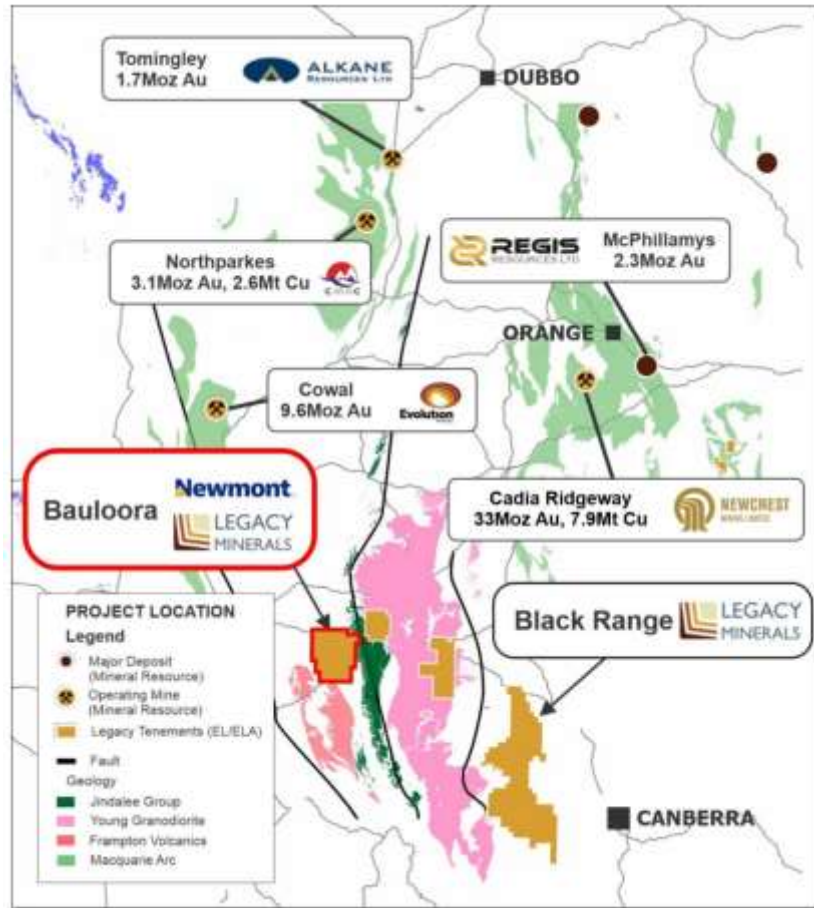 Tomingley
1.7Moz Au
ALKANE
RESOURCES LTD
DUBBO
Northparkes
3.1Moz Au, 2.6Mt Cu
REGIS
RESOURCES LTD
McPhillamys
2.3Moz Au
ORANGE
Cowal
9.6Moz Au
Evolution
Bauloora
Newmont
LEGACY
MINERALS
Cadia Ridgeway
33Moz Au, 7.9Mt Cu
NEWCREST
Black Range
LEGACY
MINERALS
PROJECT LOCATION
Legend
Major Deposit
(Mineral Resource)
Operating Mine
(Mineral Resource)
Legacy Tenements (EL/ELA)
Fault
Geology
Jindalee Group
Young Granodiorite
Frampton Volcanics
Macquarie Arc
CANBERRA